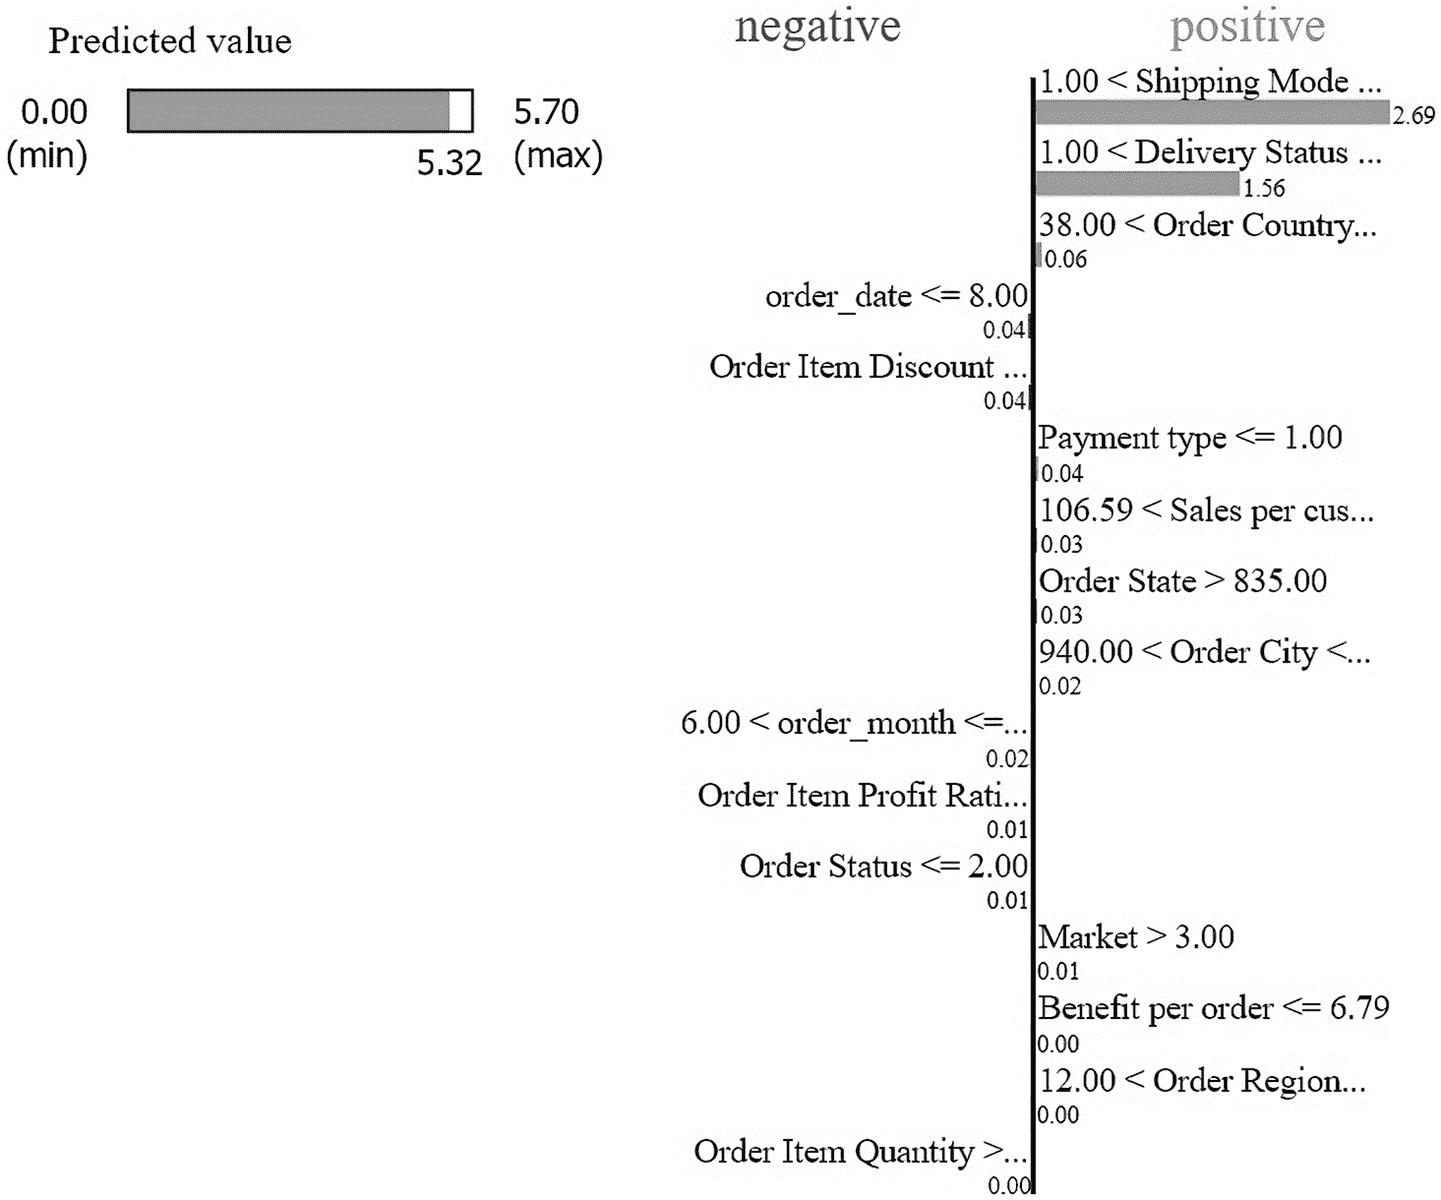 Predicted value
0.00
(min)
5.32
5.70
(max)
negative
positive
1.00 < Shipping Mode ...
2.69
1.00 < Delivery Status ...
1.56
38.00 < Order Country...
0.06
order_date <= 8.00
0.04
Order Item Discount ...
0.04
Payment type <= 1.00
0.04
106.59 < Sales per cus...
0.03
Order State > 835.00
0.03
940.00 < Order City <...
0.02
6.00 < order_month <=...
0.02
Order Item Profit Rati...
0.01
Order Status <= 2.00
0.01
Market > 3.00
0.01
Benefit per order <= 6.79
0.00
12.00 < Order Region...
0.00
Order Item Quantity >...
0.00